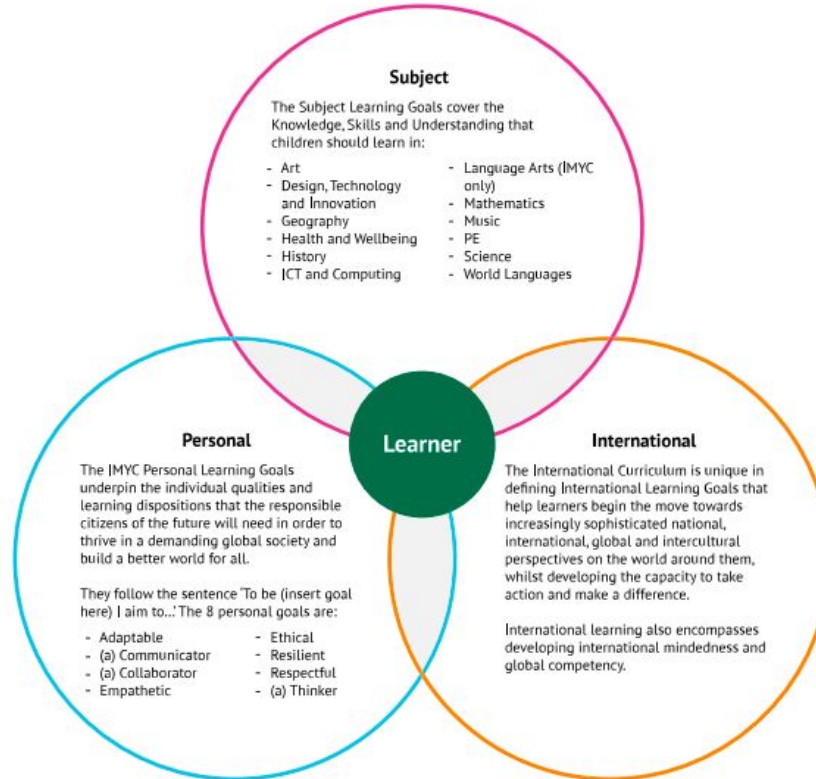 Subject
The Subject Learning Goals cover the
Knowledge, Skills and Understanding that
children should learn in:
- Art
- Design, Technology
and Innovation
- Geography
- Health and Wellbeing
- History
- ICT and Computing
- Language Arts (IMYC
only)
- Mathematics
- Music
- PE
- Science
- World Languages
Learner
Personal
The IMYC Personal Learning Goals
underpin the individual qualities and
learning dispositions that the responsible
citizens of the future will need in order to
thrive in a demanding global society and
build a better world for all.
They follow the sentence 'To be (insert goal
here) I aim to...' The 8 personal goals are:
- Adaptable
- (a) Communicator
- (a) Collaborator
- Empathetic
- Ethical
- Resilient
- Respectful
- (a) Thinker
International
The International Curriculum is unique in
defining International Learning Goals that
help learners begin the move towards
increasingly sophisticated national,
international, global and intercultural
perspectives on the world around them,
whilst developing the capacity to take
action and make a difference.
International learning also encompasses
developing international mindedness and
global competency.